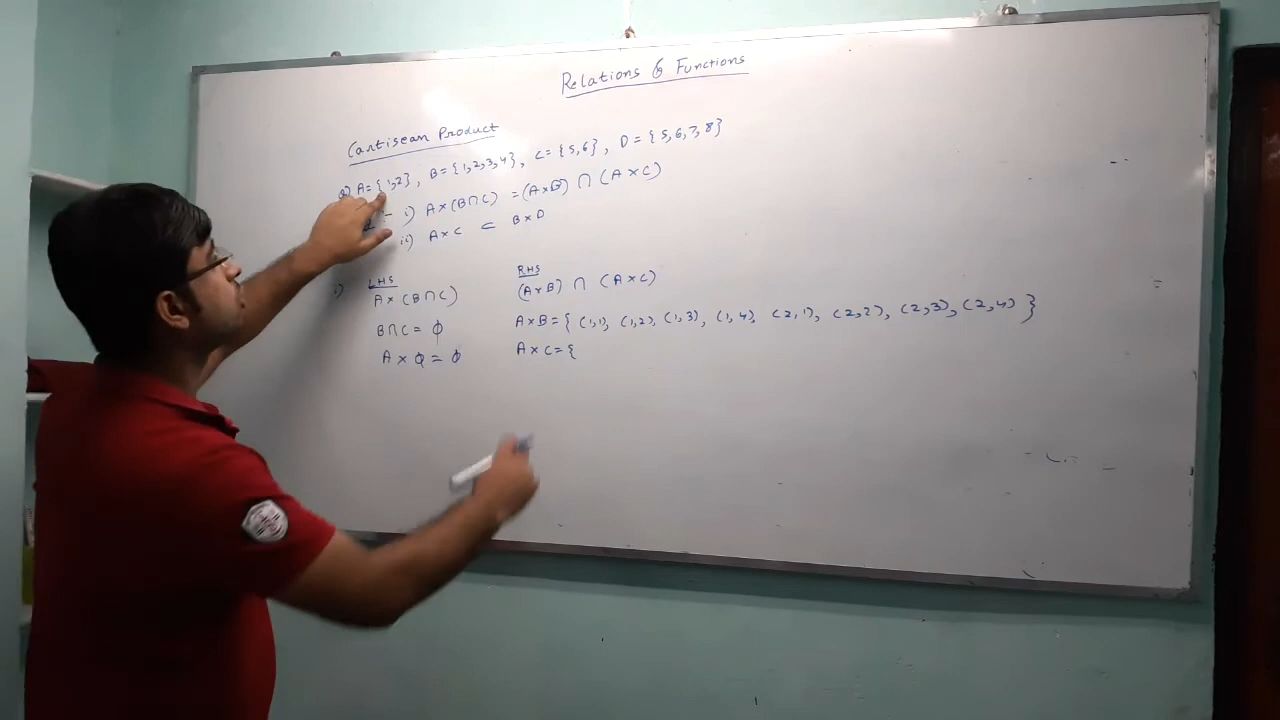 Relations & Functions
Cartisean Product
Q) A = {1,2}, B = {1,2,3,4}, C = {5,6}, D = {5,6,7,8}
i) A×(B∩C) = (A×B) ∩ (A×C)
ii) A×C ⊂ B×D
i) LHS
A×(B∩C)
B∩C = ϕ
A×ϕ = ϕ
RHS
(A×B) ∩ (A×C)
A×B = { (1,1), (1,2), (1,3), (1,4), (2,1), (2,2), (2,3), (2,4) }
A×C = {